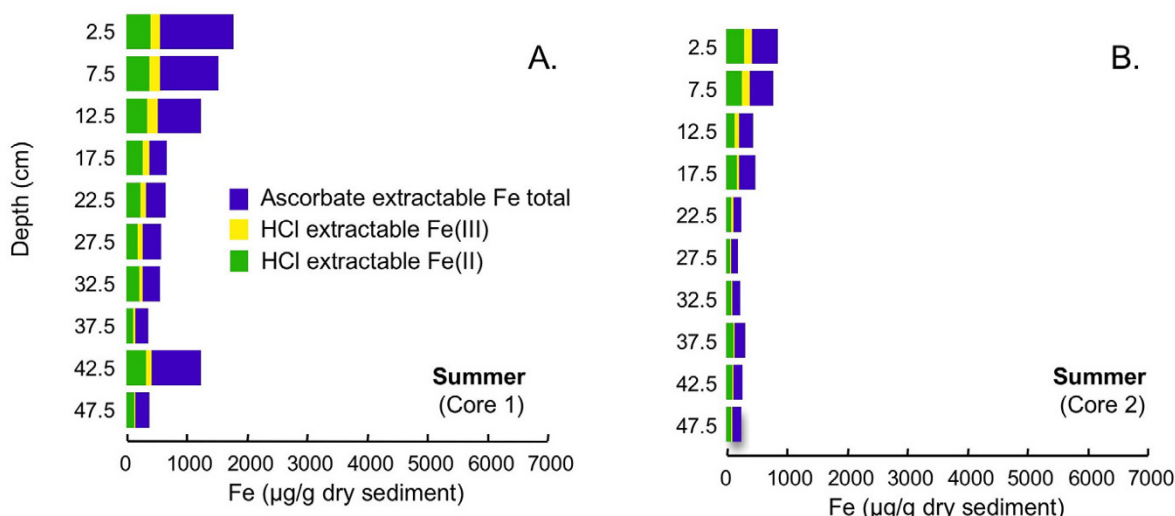 A.
Depth (cm)
2.5
7.5
12.5
17.5
22.5
27.5
32.5
37.5
42.5
47.5
Ascorbate extractable Fe total
HCl extractable Fe(III)
HCl extractable Fe(II)
Summer
(Core 1)
0 1000 2000 3000 4000 5000 6000 7000
Fe (µg/g dry sediment)
B.
2.5
7.5
12.5
17.5
22.5
27.5
32.5
37.5
42.5
47.5
Summer
(Core 2)
0 1000 2000 3000 4000 5000 6000 7000
Fe (µg/g dry sediment)